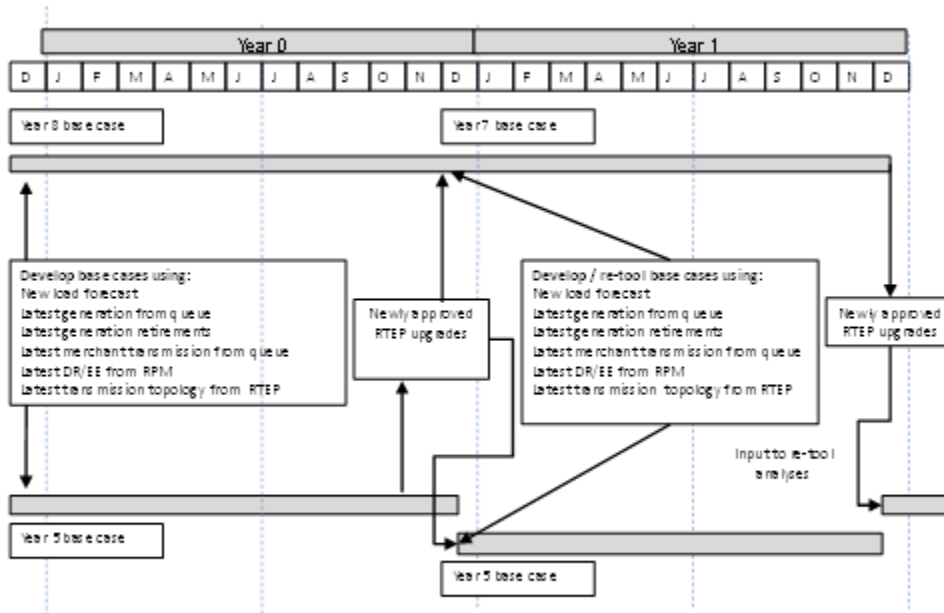 Year 0 Year 1
D J F M A M J J A S O N D J F M A M J J A S O N D
Year 8 base case Year 7 base case
Develop base cases using:
New load forecast
Latest generation from queue
Latest generation retirements
Latest merchant transmission from queue
Latest DR/EE from RPM
Latest transmission topology from RTEP
Newly approved
RTEP upgrades
Develop / re-tool base cases using:
New load forecast
Latest generation from queue
Latest generation retirements
Latest merchant transmission from queue
Latest DR/EE from RPM
Latest transmission topology from RTEP
Newly approved
RTEP upgrades
Input to re-tool
analyses
Year 5 base case
Year 5 base case